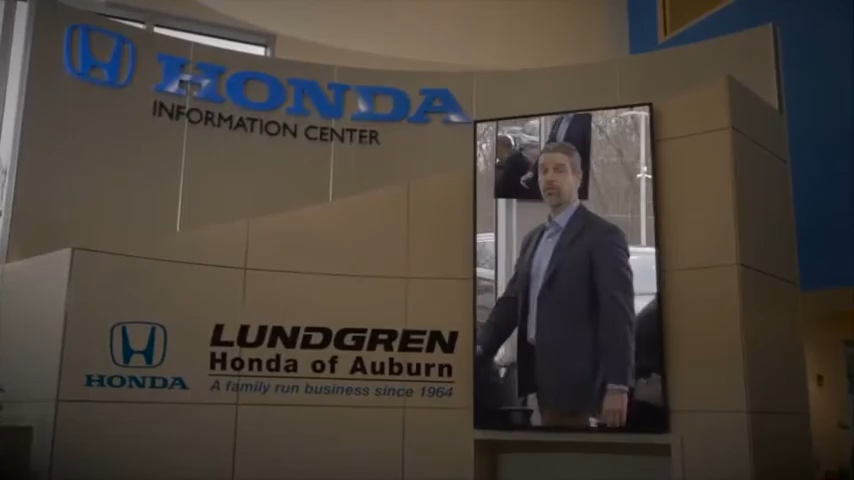 HONDA
INFORMATION CENTER
LUNDGREN
Honda of Auburn
HONDA
A family run business since 1964